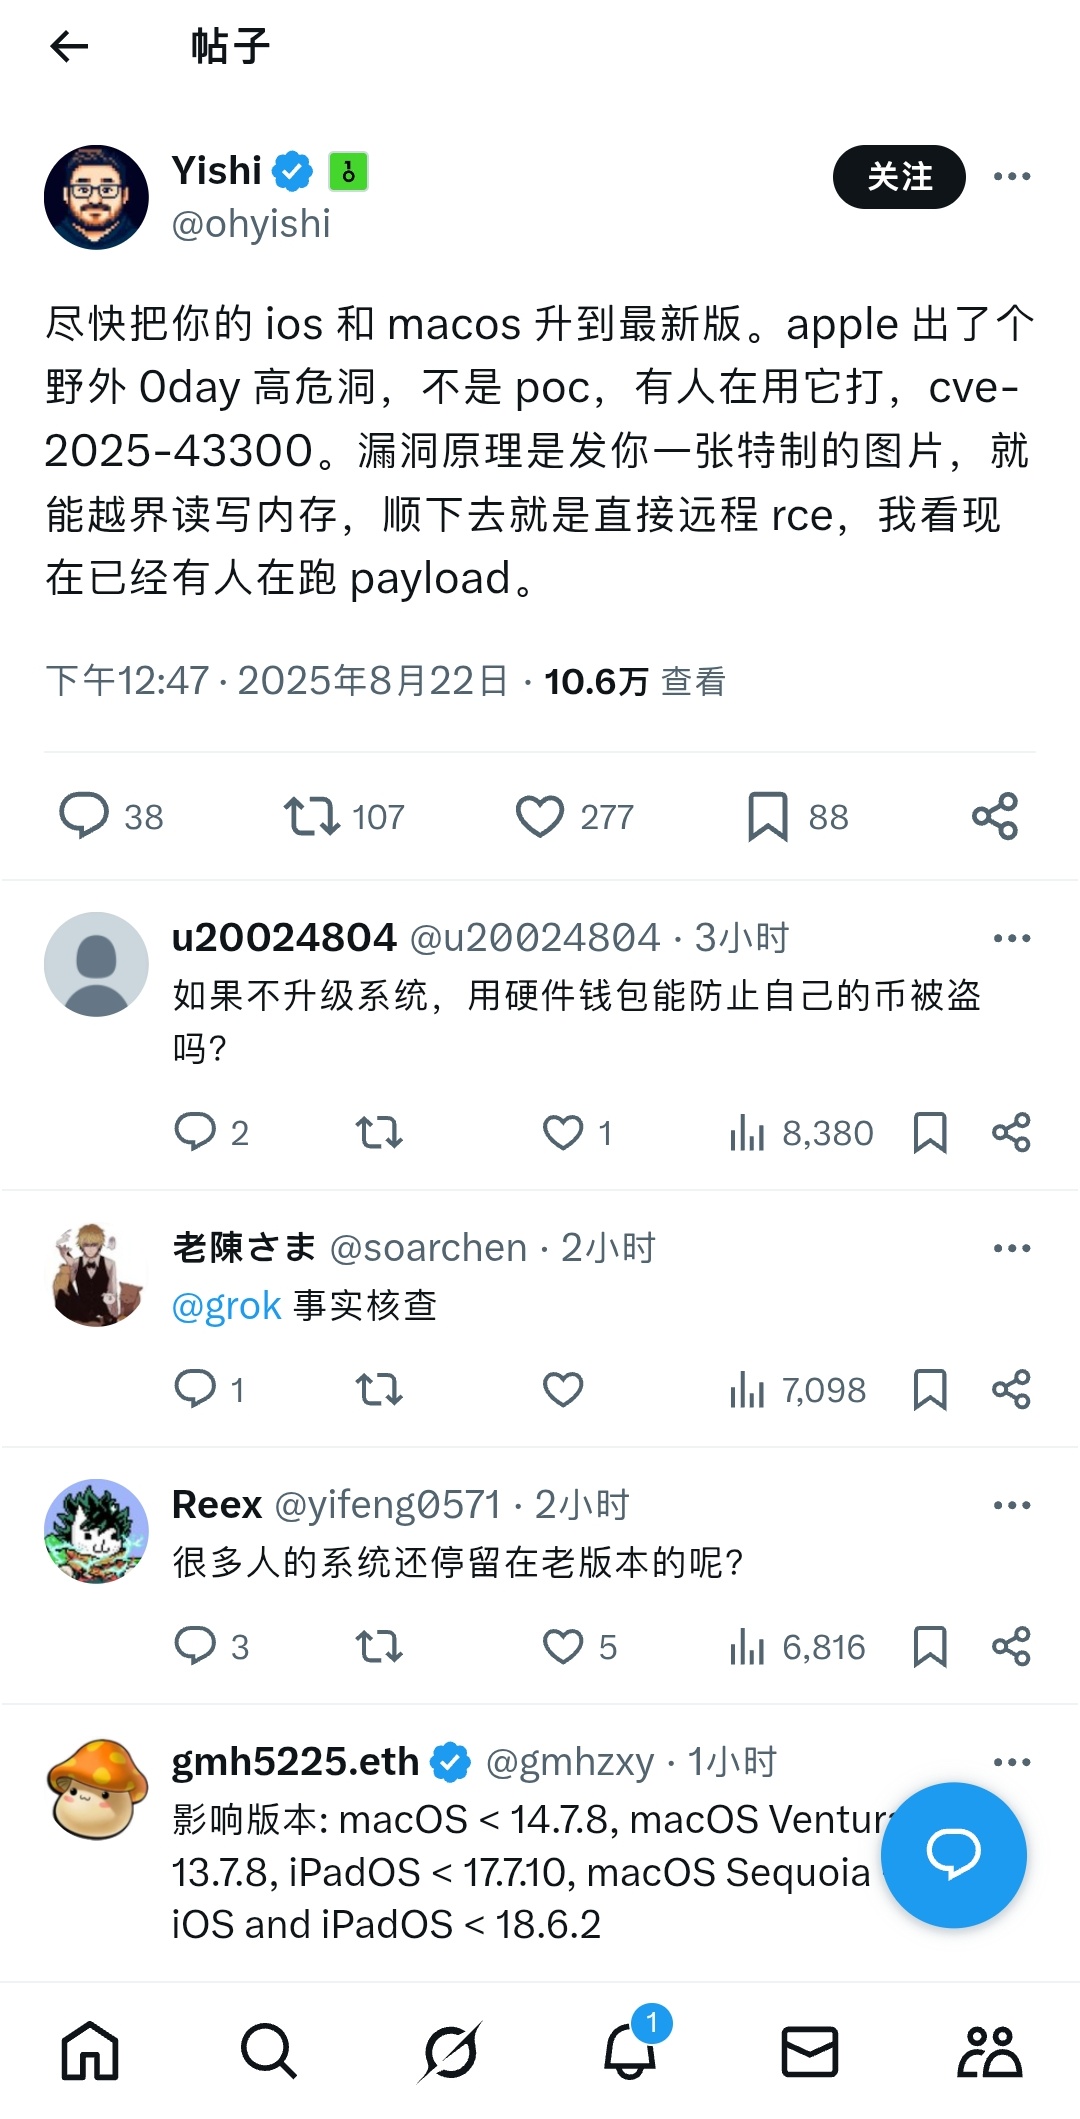 帖子
Yishi
关注
@ohyishi
尽快把你的 ios 和 macos 升到最新版。apple 出了个
野外 0day 高危洞，不是 poc，有人在用它打，cve-
2025-43300。漏洞原理是发你一张特制的图片，就
能越界读写内存，顺下去就是直接远程 rce，我看现
在已经有人在跑 payload。
下午12:47 · 2025年8月22日 · 10.6万 查看
38 107 277 88
u20024804 @u20024804 · 3小时
如果不升级系统，用硬件钱包能防止自己的币被盗
吗？
2 1 8,380
老陳さま @soarchen · 2小时
@grok 事实核查
1 7,098
Reex @yifeng0571 · 2小时
很多人的系统还停留在老版本的呢？
3 5 6,816
gmh5225.eth @gmhzxy · 1小时
影响版本: macOS < 14.7.8, macOS
13.7.8, iPadOS < 17.7.10, macOS Sequoia
iOS and iPadOS < 18.6.2
1